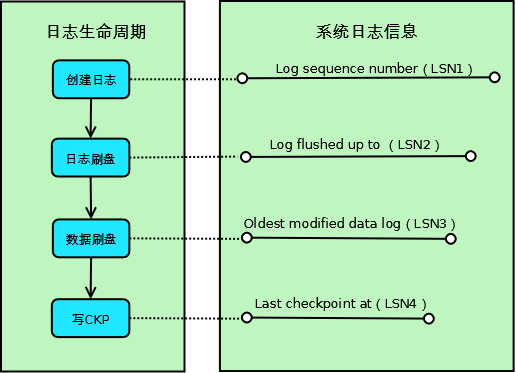 日志生命周期
系统日志信息
创建日志
Log sequence number ( LSN1 )
日志刷盘
Log flushed up to ( LSN2 )
数据刷盘
Oldest modified data log ( LSN3 )
写CKP
Last checkpoint at ( LSN4 )